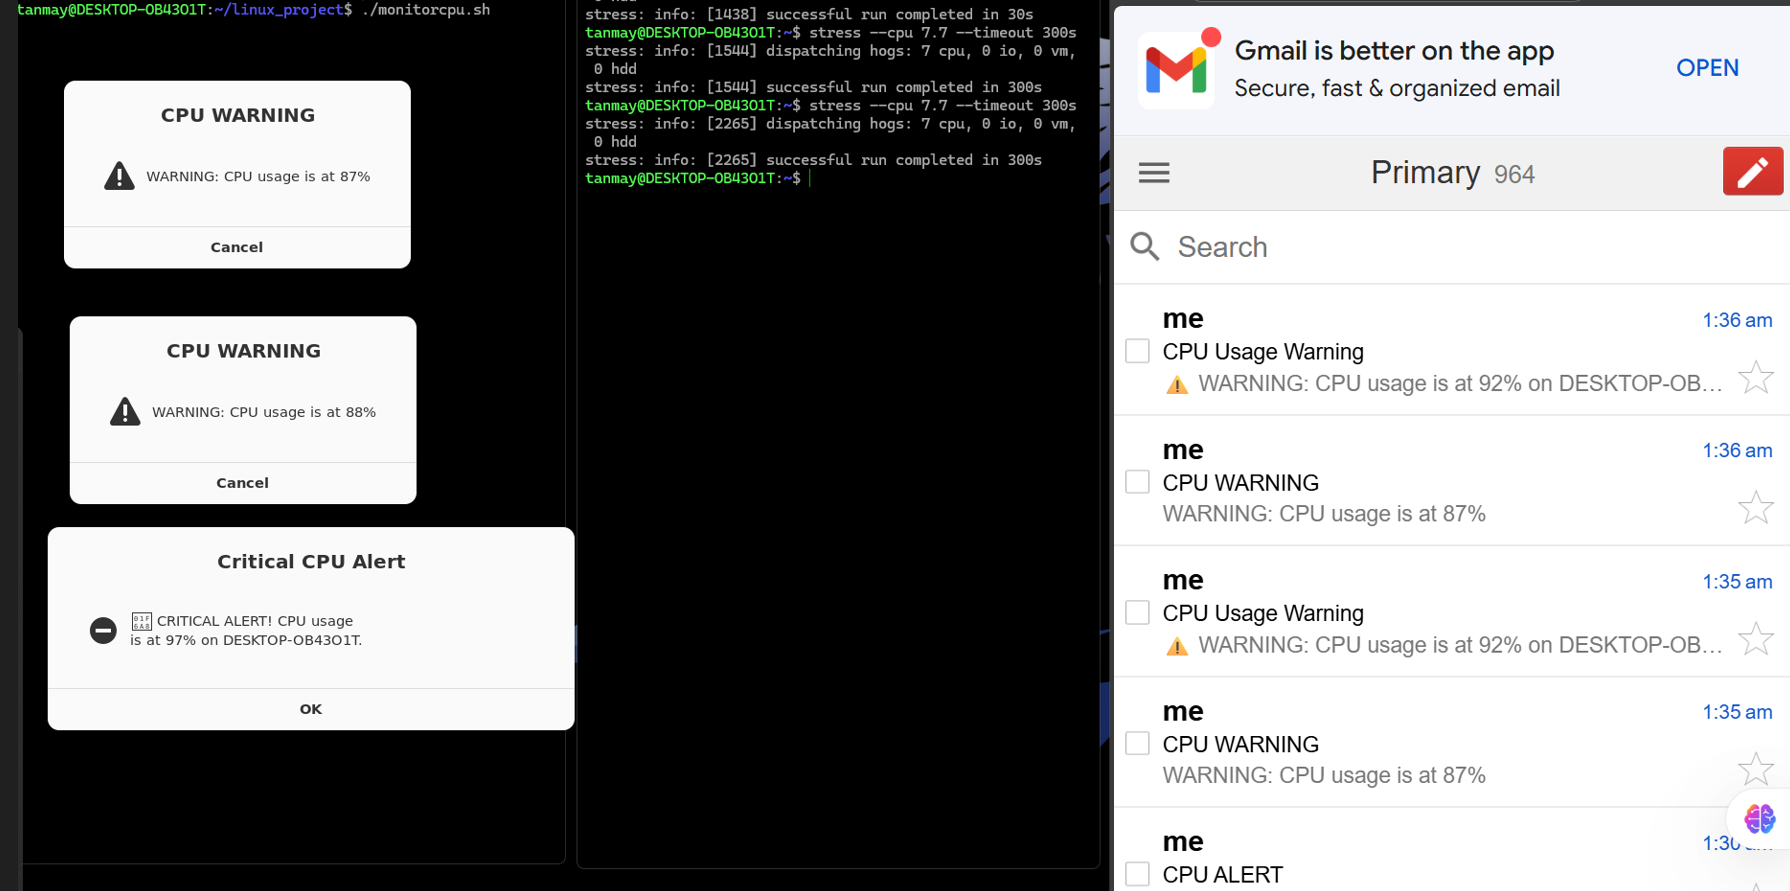 tanmay@DESKTOP-OB43O1T:~/linux_project$ ./monitorcpu.sh
CPU WARNING
WARNING: CPU usage is at 87%
Cancel
CPU WARNING
WARNING: CPU usage is at 88%
Cancel
Critical CPU Alert
CRITICAL ALERT! CPU usage
is at 97% on DESKTOP-OB43O1T.
OK
stress: info: [1438] successful run completed in 30s
tanmay@DESKTOP-OB43O1T:~$ stress --cpu 7.7 --timeout 300s
stress: info: [1544] dispatching hogs: 7 cpu, 0 io, 0 vm,
0 hdd
stress: info: [1544] successful run completed in 300s
tanmay@DESKTOP-OB43O1T:~$ stress --cpu 7.7 --timeout 300s
stress: info: [2265] dispatching hogs: 7 cpu, 0 io, 0 vm,
0 hdd
stress: info: [2265] successful run completed in 300s
tanmay@DESKTOP-OB43O1T:~$
Gmail is better on the app
Secure, fast & organized email
OPEN
Primary 964
Search
me 1:36 am
CPU Usage Warning
⚠️ WARNING: CPU usage is at 92% on DESKTOP-OB...
me 1:36 am
CPU WARNING
WARNING: CPU usage is at 87%
me 1:35 am
CPU Usage Warning
⚠️ WARNING: CPU usage is at 92% on DESKTOP-OB...
me 1:35 am
CPU WARNING
WARNING: CPU usage is at 87%
me
CPU ALERT